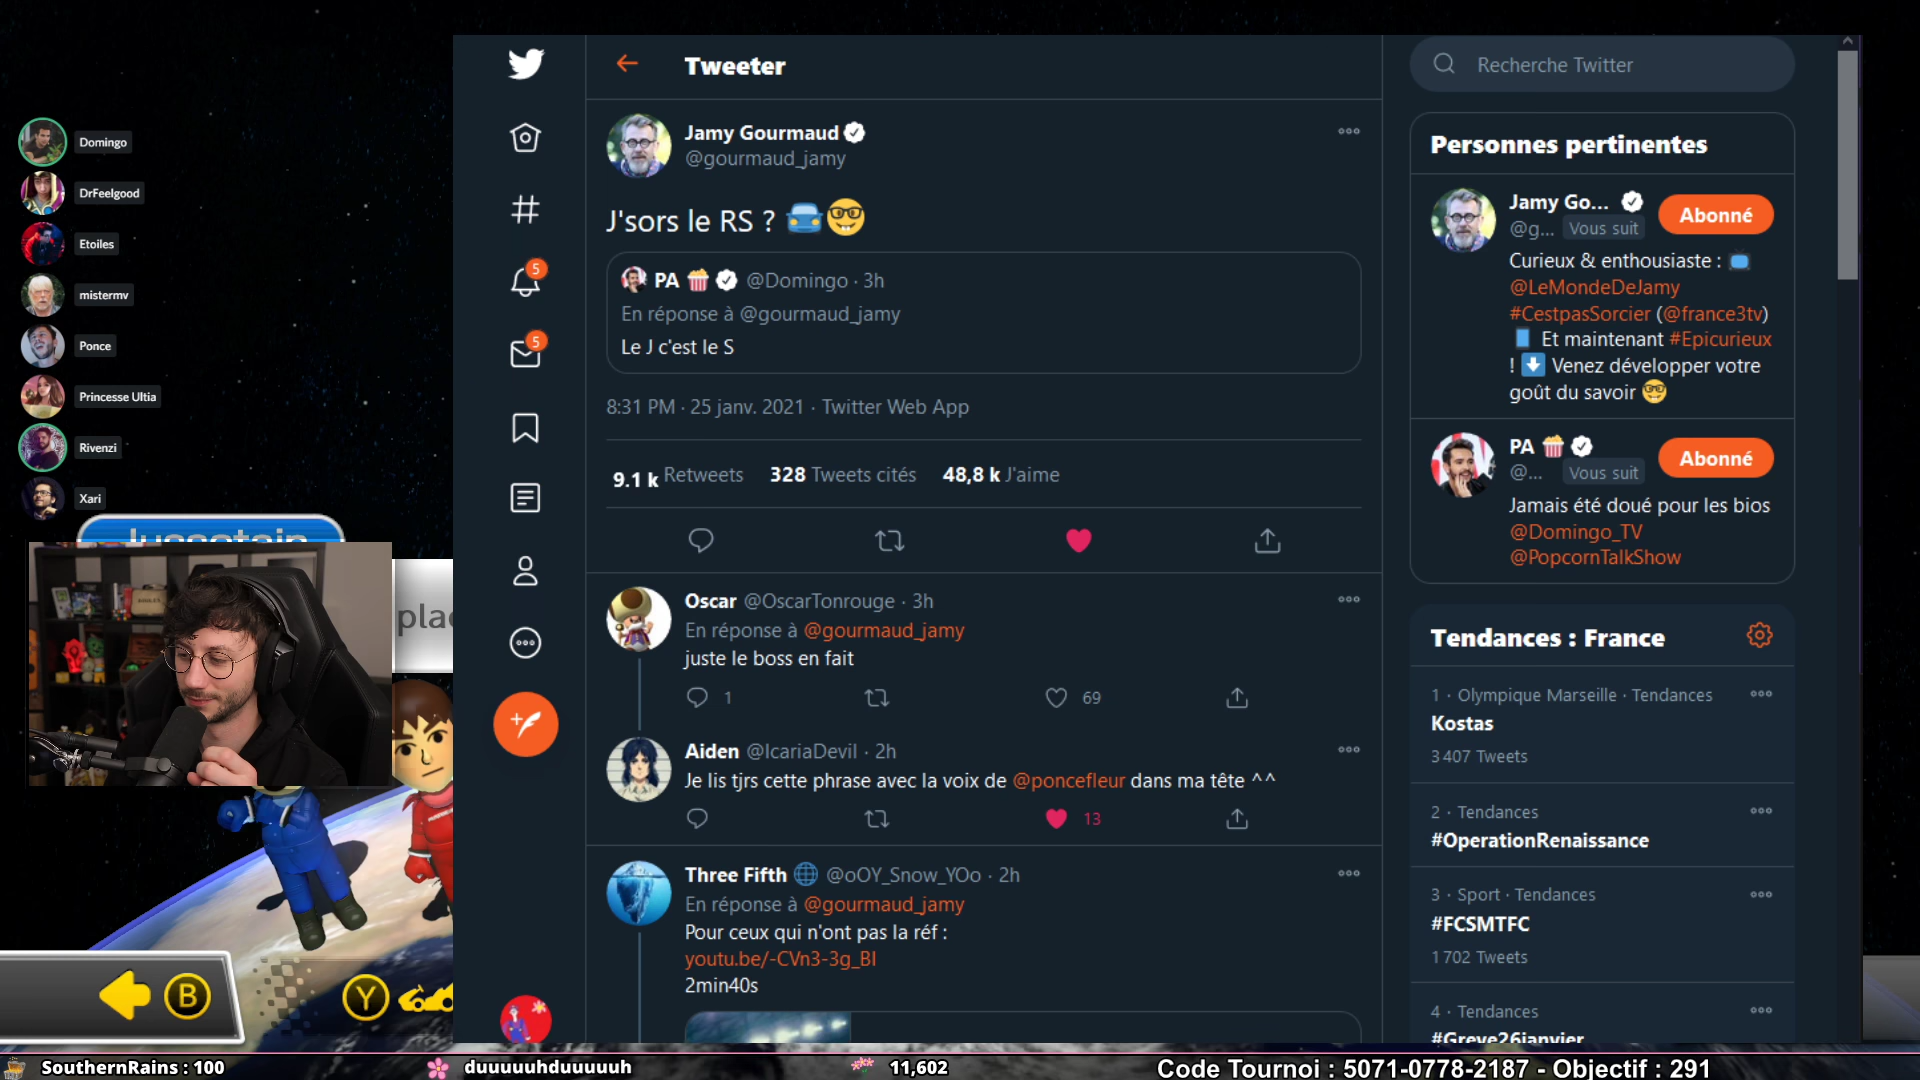 Domingo
DrFeelgood
Etoiles
mistermv
Ponce
Princesse Ultia
Rivenzi
Xari
plac
B
Y
Tweeter
Jamy Gourmaud
@gourmaud_jamy
J'sors le RS ? 🚘🤓
PA 🍿 @Domingo · 3h
En réponse à @gourmaud_jamy
Le J c'est le S
8:31 PM · 25 janv. 2021 · Twitter Web App
9.1 k Retweets 328 Tweets cités 48,8 k J'aime
Oscar @OscarTonrouge · 3h
En réponse à @gourmaud_jamy
juste le boss en fait
1 69
Aiden @IcariaDevil · 2h
Je lis tjrs cette phrase avec la voix de @poncefleur dans ma tête ^^
13
Three Fifth 🌐 @oOY_Snow_YOo · 2h
En réponse à @gourmaud_jamy
Pour ceux qui n'ont pas la réf :
youtu.be/-CVn3-3g_BI
2min40s
5
5
Recherche Twitter
Personnes pertinentes
Jamy Go...
@g... Vous suit
Abonné
Curieux & enthousiaste : 📺
@LeMondeDeJamy
#CestpasSorcier (@france3tv)
📘 Et maintenant #Epicurieux
! ⬇️ Venez développer votre
goût du savoir 🤓
PA 🍿
@... Vous suit
Abonné
Jamais été doué pour les bios
@Domingo_TV
@PopcornTalkShow
Tendances : France
1 · Olympique Marseille · Tendances
Kostas
3 407 Tweets
2 · Tendances
#OperationRenaissance
3 · Sport · Tendances
#FCSMTFC
1 702 Tweets
4 · Tendances
#Greve26janvier
SouthernRains : 100
duuuuuhduuuuuh
11,602
Code Tournoi : 5071-0778-2187 - Objectif : 291